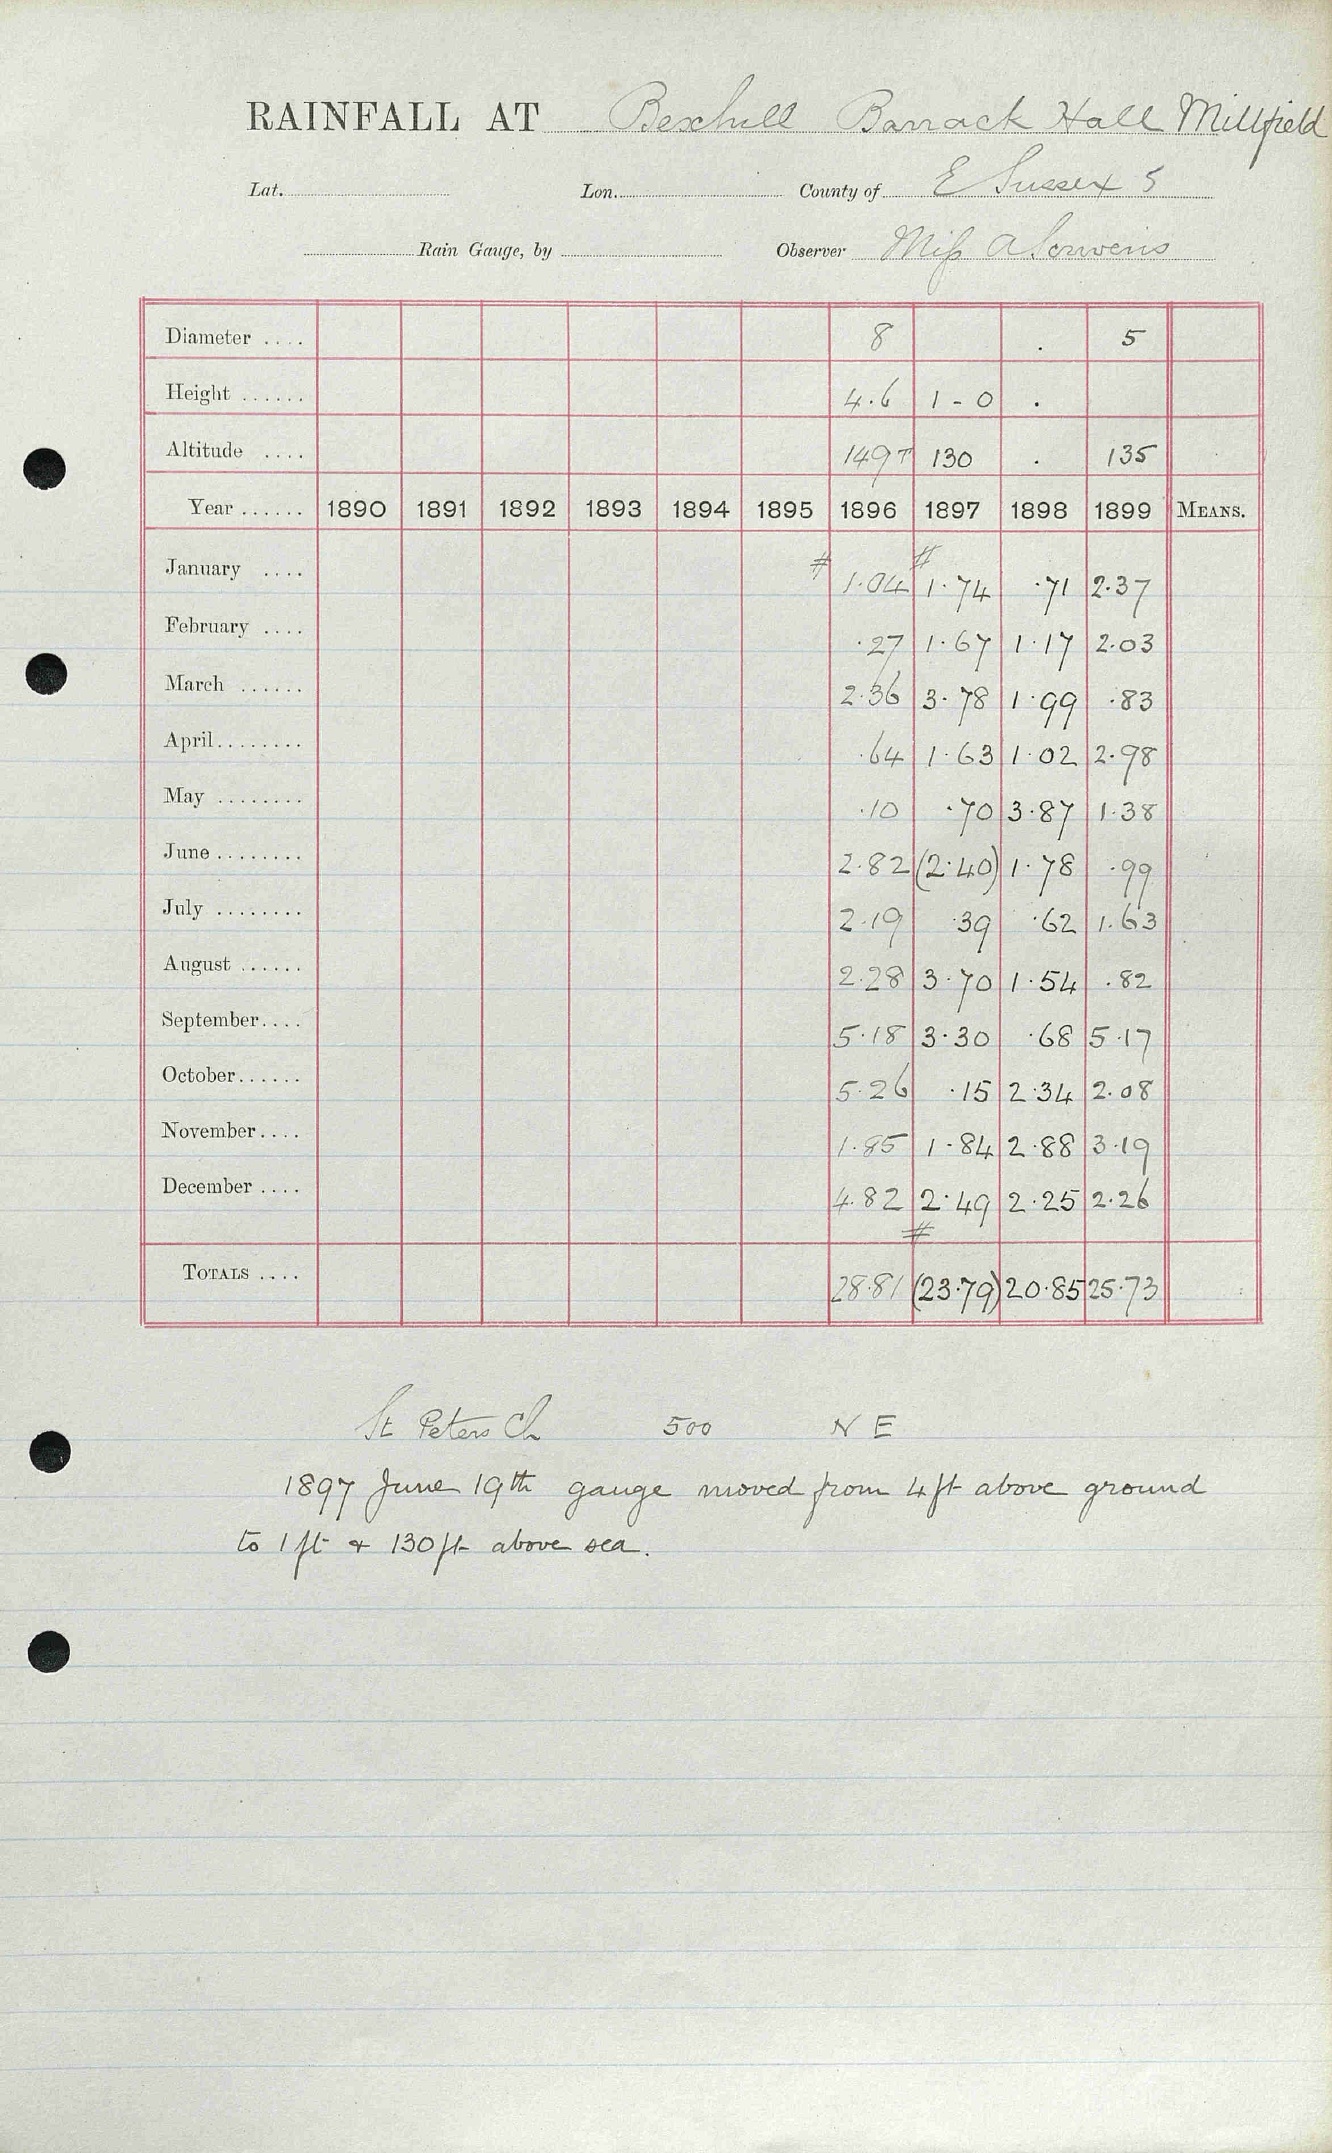 RAINFALL AT Bexhill Barrack Hall Millfield
Lat. Lon. County of E Sussex 5
Rain Gauge, by Observer Miss A
Diameter .... 8 . 5
Height ...... 4.6 1-0 .
Altitude .... 149 T 130 . 135
Year ...... 1890 1891 1892 1893 1894 1895 1896 1897 1898 1899 MEANS.
# #
January .... 1.04 1.74 .71 2.37
February .... .27 1.67 1.17 2.03
March ...... 2.36 3.78 1.99 .83
April........ .64 1.63 1.02 2.98
May ........ .10 .70 3.87 1.38
June........ 2.82 (2.40) 1.78 .99
July ........ 2.19 .39 .62 1.63
August ...... 2.28 3.70 1.54 .82
September.... 5.18 3.30 .68 5.17
October...... 5.26 .15 2.34 2.08
November.... 1.85 1.84 2.88 3.19
December .... 4.82 2.49 2.25 2.26
#
TOTALS .... 28.81 (23.79) 20.85 25.73
St Peters Ch 500 N E
1897 June 19th gauge moved from 4 ft above ground
to 1 ft & 130 ft above sea.